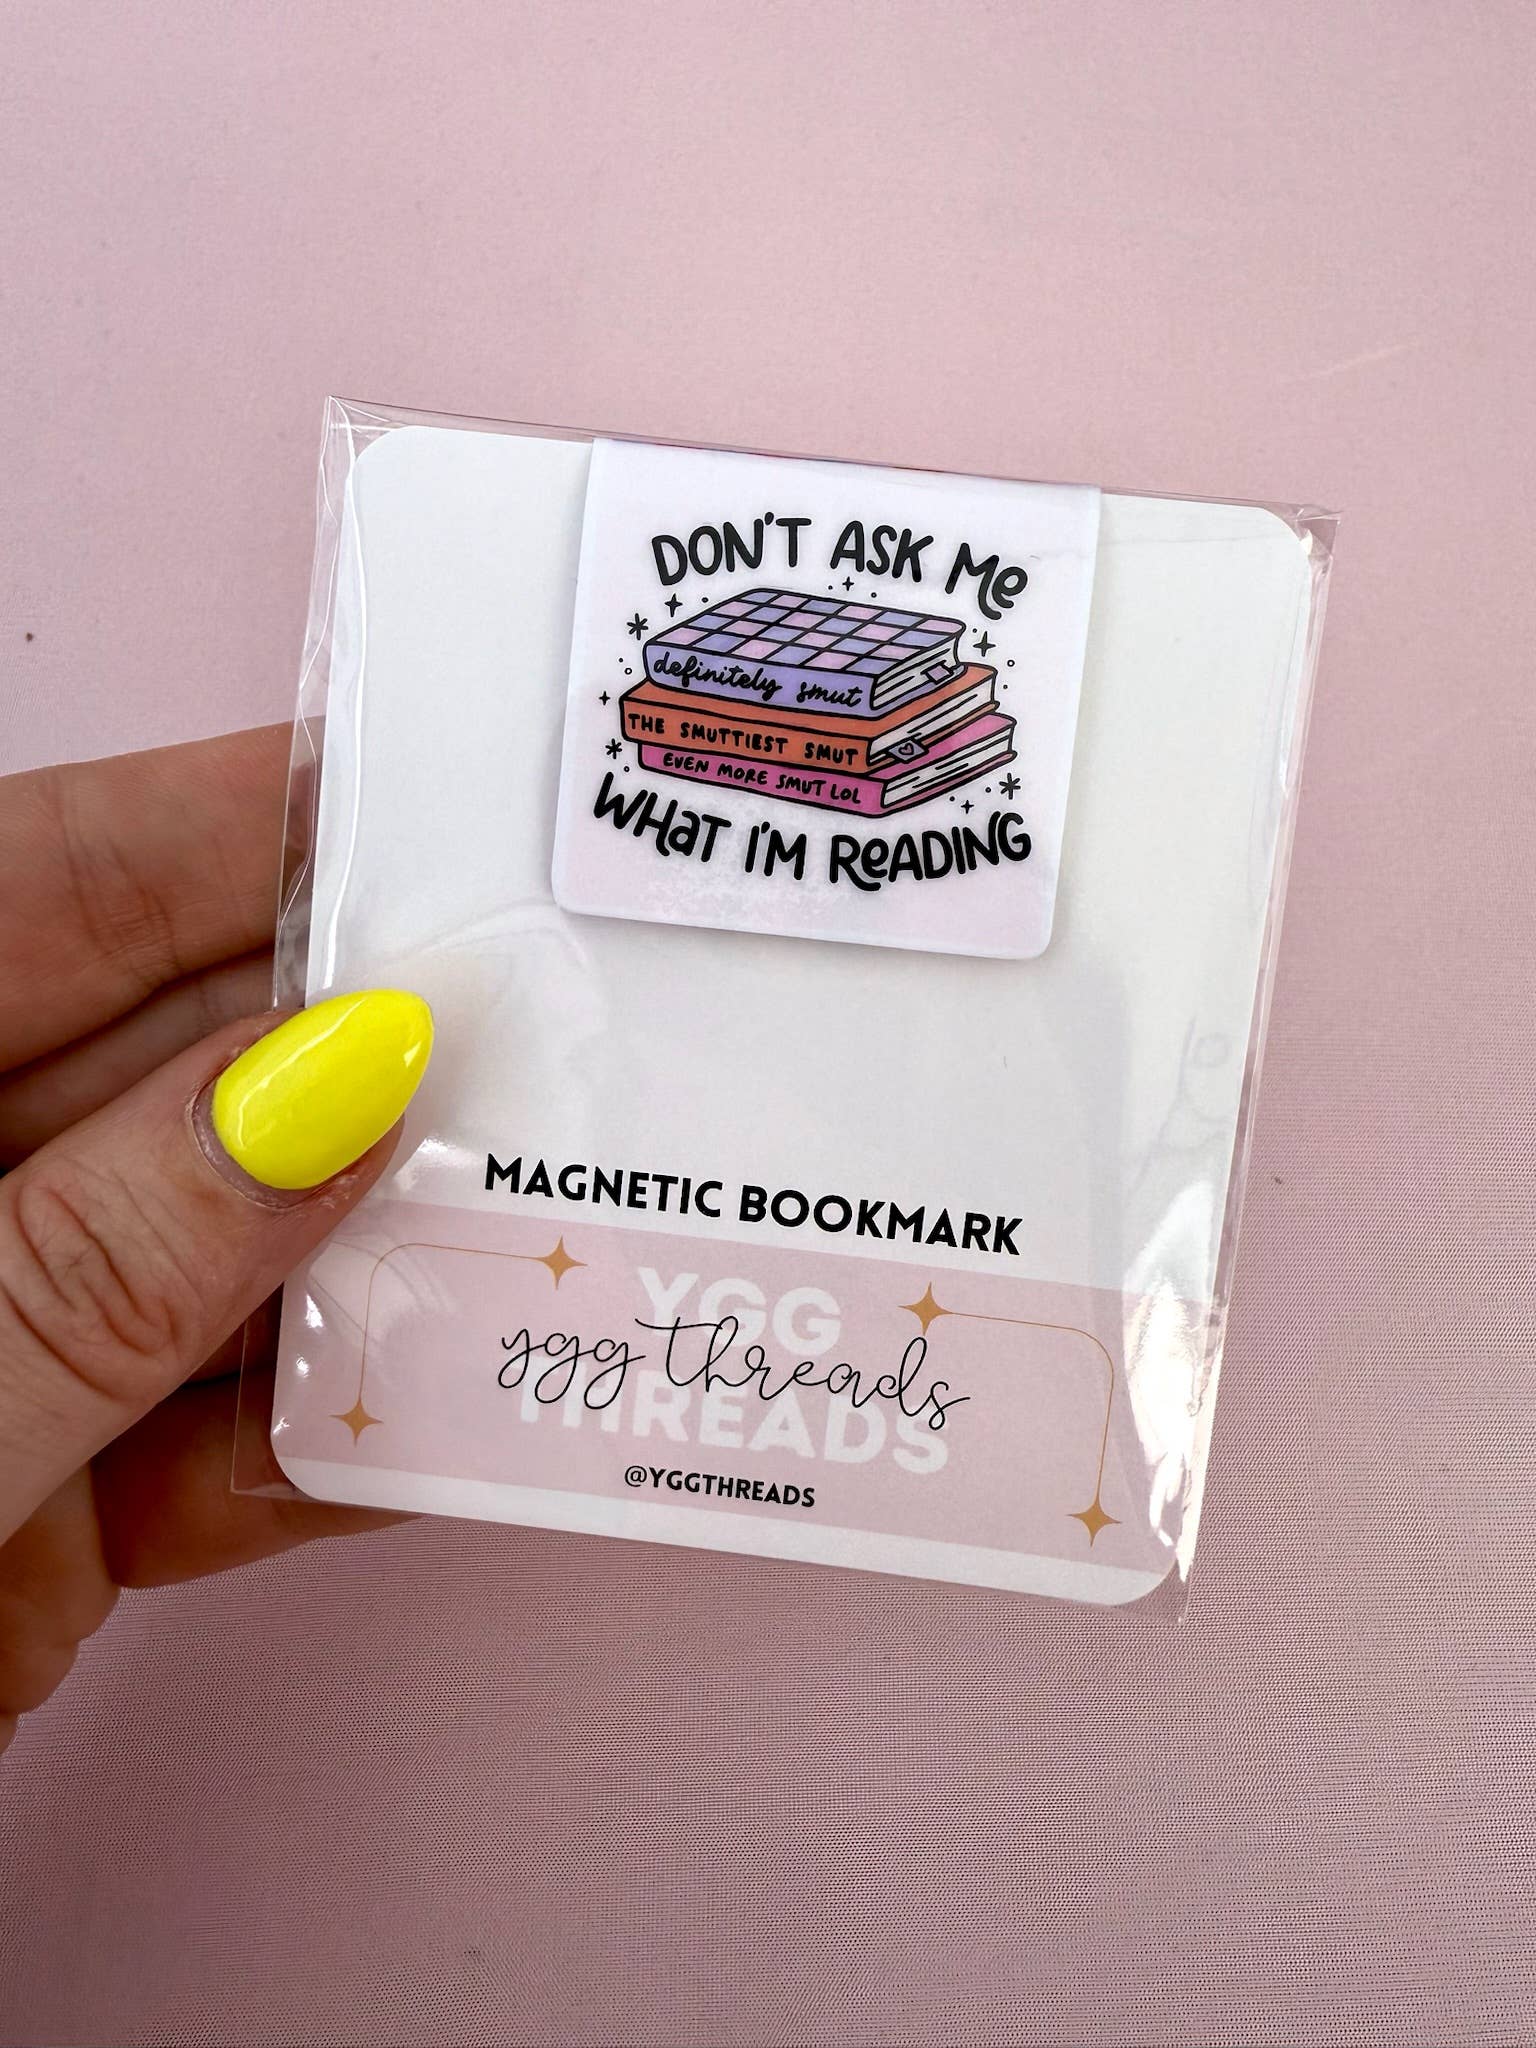 DON'T ASK Me
definitely smut
THE SMUTTIEST SMUT
EVEN MORE SMUT LOL
WHaT I'M ReADING
MAGNETIC BOOKMARK
YGG
ygg threads
THREADS
@YGGTHREADS